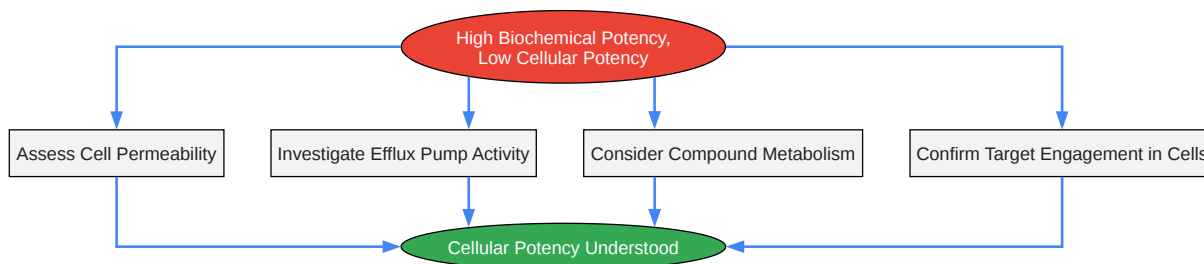 High Biochemical Potency,
Low Cellular Potency
Assess Cell Permeability
Investigate Efflux Pump Activity
Consider Compound Metabolism
Confirm Target Engagement in Cells
Cellular Potency Understood